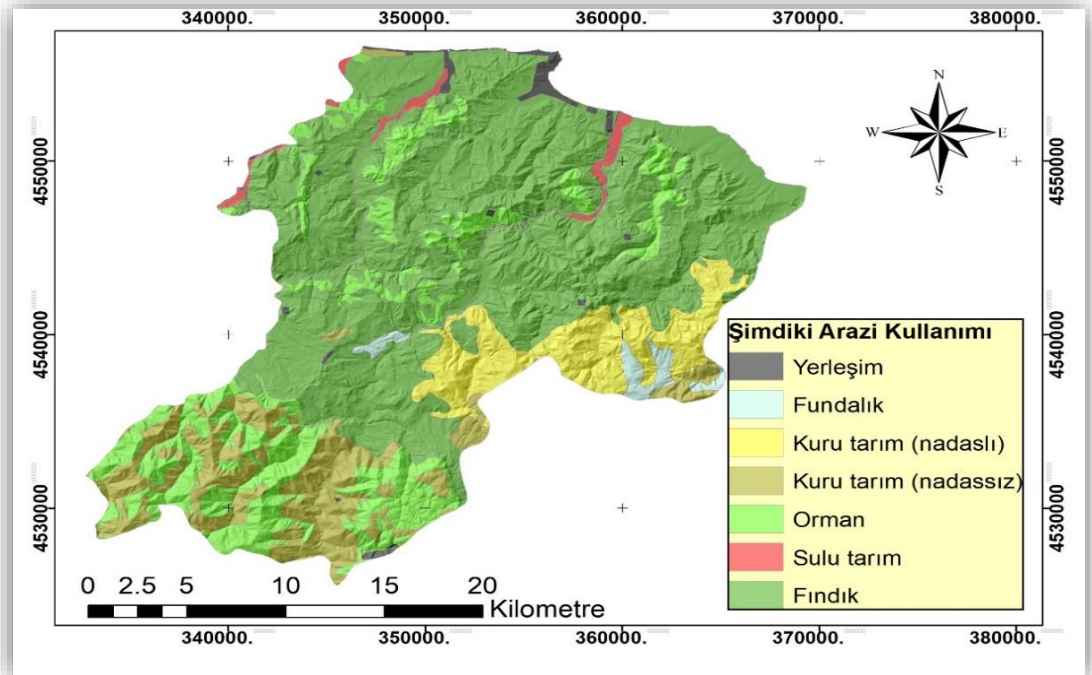 340000. 350000. 360000. 370000. 380000.
N
W E
S
4550000 4550000
4540000 4540000
4530000 4530000
Şimdiki Arazi Kullanımı
Yerleşim
Fundalık
Kuru tarım (nadaslı)
Kuru tarım (nadassız)
Orman
Sulu tarım
Fındık
0 2.5 5 10 15 20
Kilometre
340000. 350000. 360000. 370000. 380000.